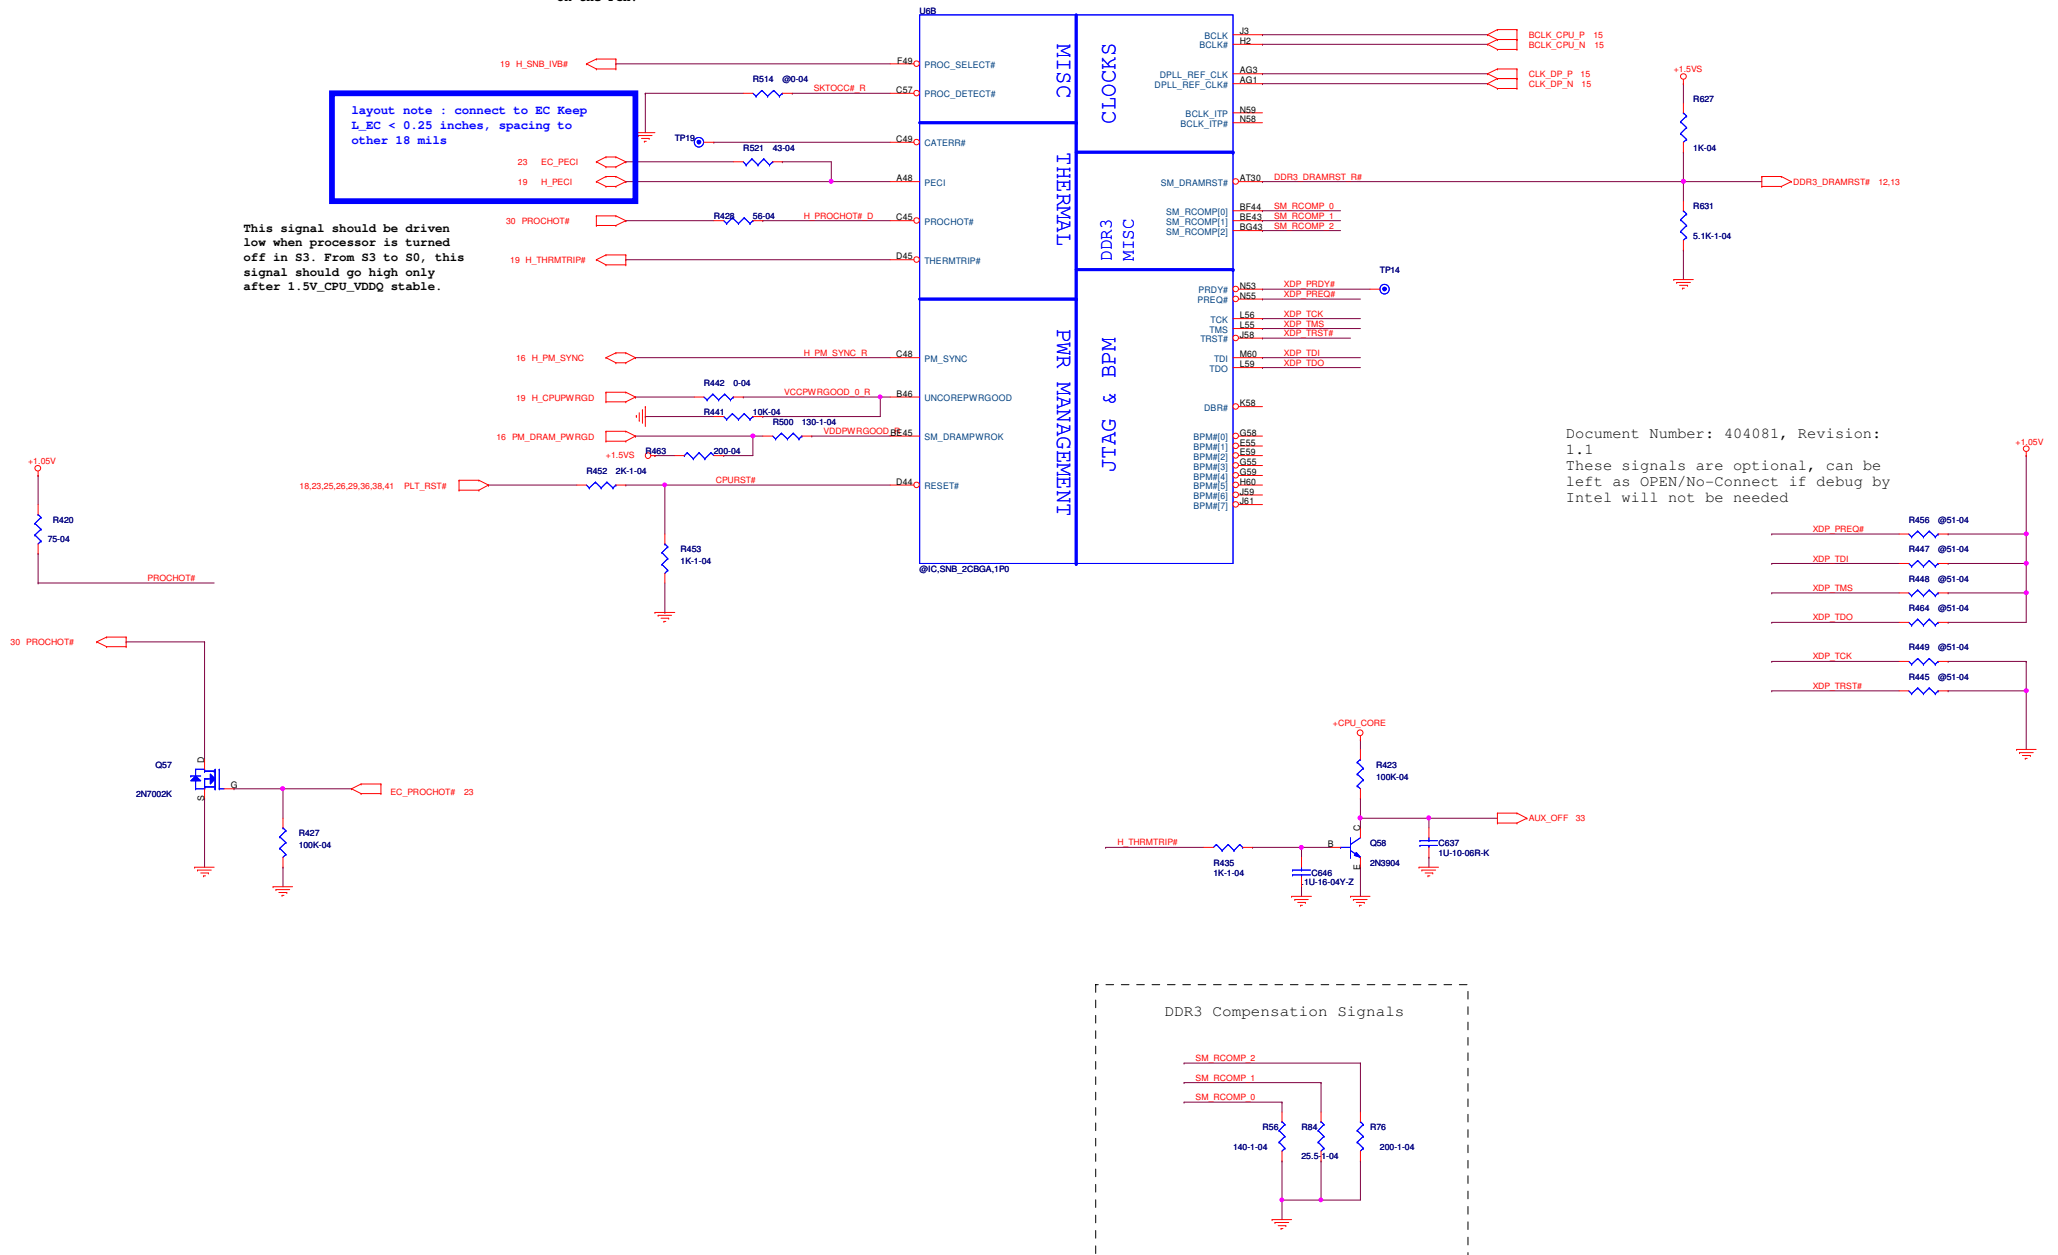 U6B
19 H_SNB_IVB#
F49
PROC_SELECT#
R514 @0-04
SKTOCC#_R
C57
PROC_DETECT#
MISC
layout note : connect to EC Keep
L_EC < 0.25 inches, spacing to
other 18 mils
TP19
C49
CATERR#
R521 43-04
23 EC_PECI
19 H_PECI
A48
PECI
THERMAL
30 PROCHOT#
R428 56-04
H_PROCHOT#_D
C45
PROCHOT#
19 H_THRMTRIP#
D45
THERMTRIP#
This signal should be driven
low when processor is turned
off in S3. From S3 to S0, this
signal should go high only
after 1.5V_CPU_VDDQ stable.
16 H_PM_SYNC
H_PM_SYNC_R
C48
PM_SYNC
PWR MANAGEMENT
R442 0-04
19 H_CPUPWRGD
VCCPWRGOOD_0_R
B46
UNCOREPWRGOOD
R441 10K-04
R500 130-1-04
16 PM_DRAM_PWRGD
VDDPWRGOOD_R
BE45
SM_DRAMPWROK
+1.5VS
R463 200-04
R452 2K-1-04
18,23,25,26,29,36,38,41 PLT_RST#
CPURST#
D44
RESET#
R453
1K-1-04
@IC,SNB_2CBGA,1P0
CLOCKS
BCLK
BCLK#
J3
H2
BCLK_CPU_P 15
BCLK_CPU_N 15
DPLL_REF_CLK
DPLL_REF_CLK#
AG3
AG1
CLK_DP_P 15
CLK_DP_N 15
BCLK_ITP
BCLK_ITP#
N59
N58
DDR3
MISC
SM_DRAMRST#
AT30
DDR3_DRAMRST_R#
+1.5VS
R627
1K-04
DDR3_DRAMRST# 12,13
R631
5.1K-1-04
SM_RCOMP[0]
SM_RCOMP[1]
SM_RCOMP[2]
BF44
BE43
BG43
SM_RCOMP_0
SM_RCOMP_1
SM_RCOMP_2
JTAG & BPM
TP14
PRDY#
PREQ#
N53
N55
XDP_PRDY#
XDP_PREQ#
TCK
TMS
TRST#
L56
L55
J58
XDP_TCK
XDP_TMS
XDP_TRST#
TDI
TDO
M60
L59
XDP_TDI
XDP_TDO
DBR#
K58
BPM#[0]
BPM#[1]
BPM#[2]
BPM#[3]
BPM#[4]
BPM#[5]
BPM#[6]
BPM#[7]
G58
E55
E59
G55
G59
H60
J59
J61
Document Number: 404081, Revision:
1.1
These signals are optional, can be
left as OPEN/No-Connect if debug by
Intel will not be needed
+1.05V
XDP_PREQ#
R456 @51-04
XDP_TDI
R447 @51-04
XDP_TMS
R448 @51-04
XDP_TDO
R464 @51-04
XDP_TCK
R449 @51-04
XDP_TRST#
R445 @51-04
+1.05V
R420
75-04
PROCHOT#
30 PROCHOT#
Q57
2N7002K
D
S
G
EC_PROCHOT# 23
R427
100K-04
+CPU_CORE
R423
100K-04
AUX_OFF 33
H_THRMTRIP#
R435
1K-1-04
B
C
E
Q58
2N3904
C637
1U-10-06R-K
C646
.1U-16-04Y-Z
DDR3 Compensation Signals
SM_RCOMP_2
SM_RCOMP_1
SM_RCOMP_0
R56
140-1-04
R84
25.5-1-04
R76
200-1-04